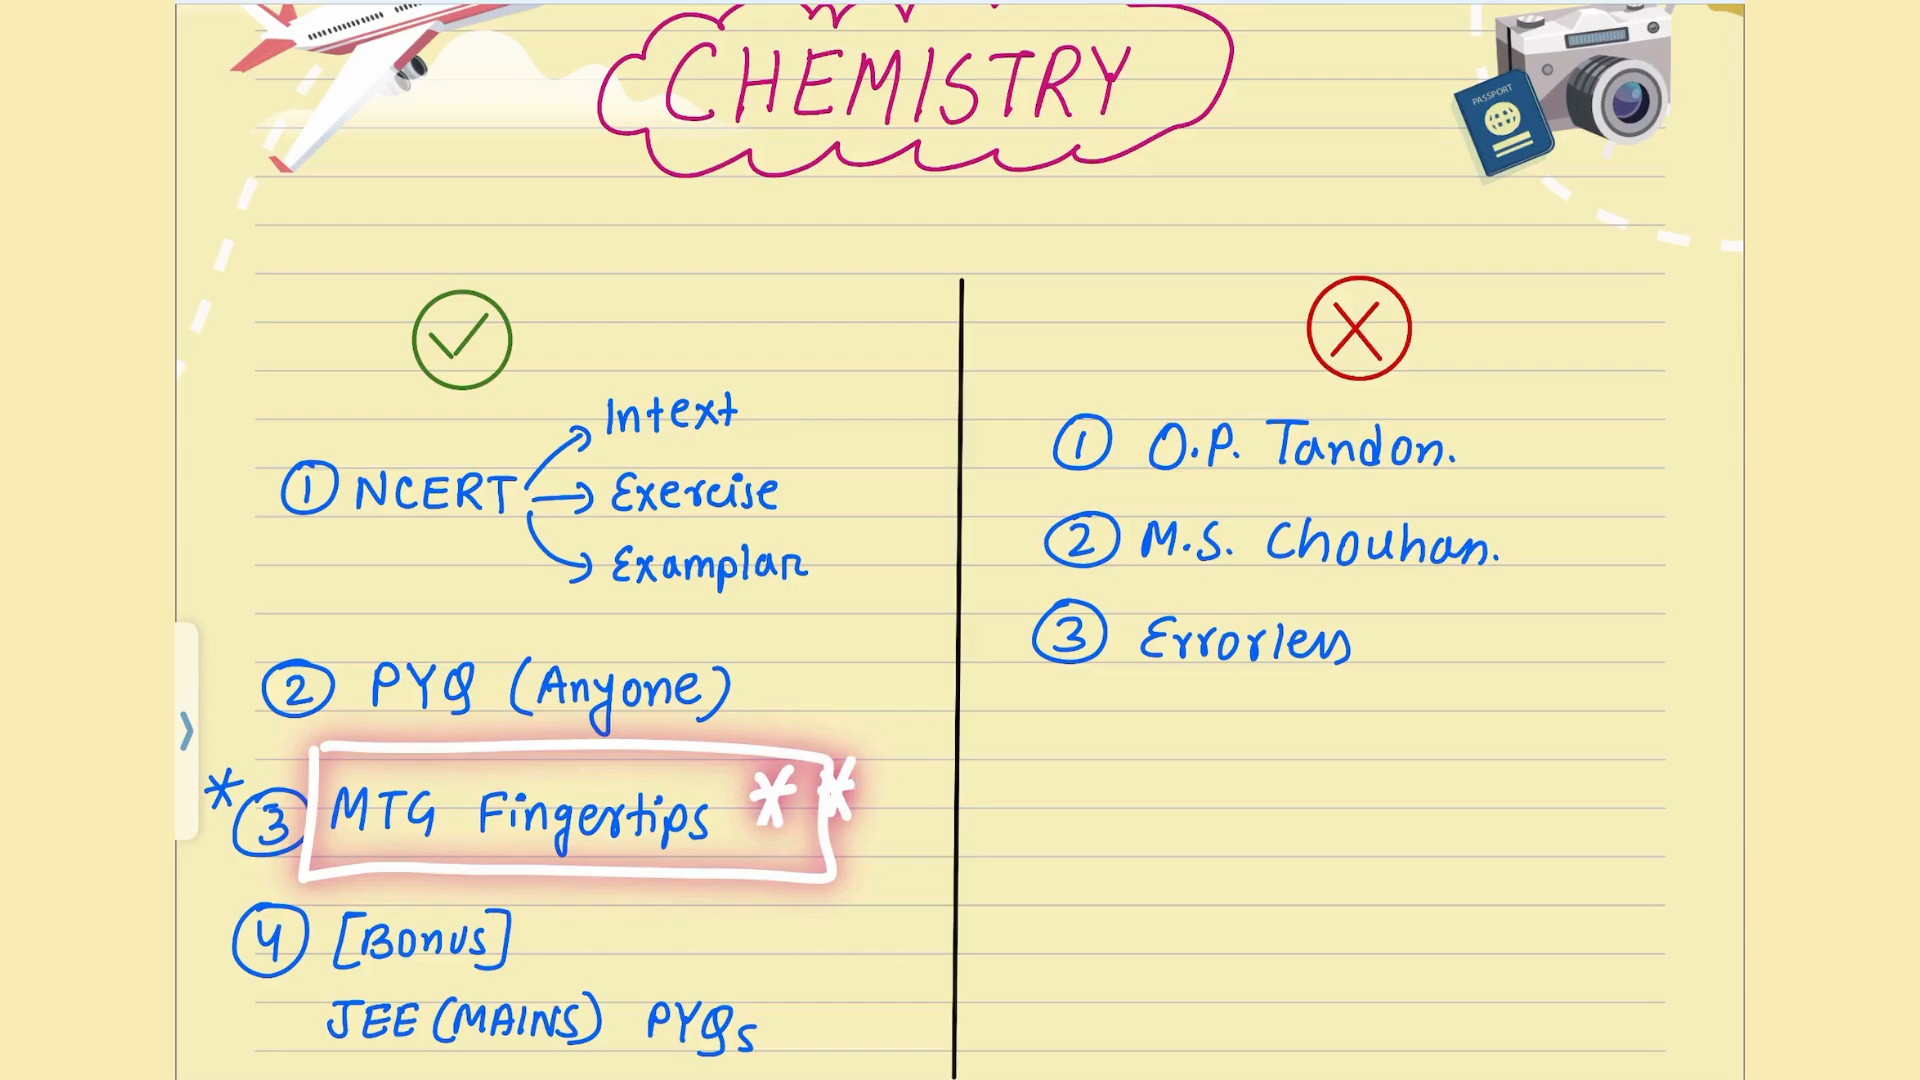 CHEMISTRY
PASSPORT
① NCERT
Intext
Exercise
Examplar
② PYQ (Anyone)
* ③ MTG Fingertips * *
④ [Bonus]
JEE (MAINS) PYQs
① O.P. Tandon.
② M.S. Chouhan.
③ Errorless